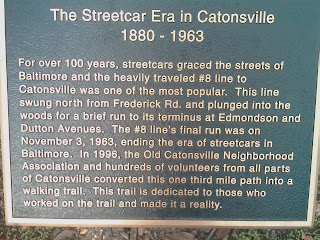 The Streetcar Era in Catonsville
1880 - 1963
For over 100 years, streetcars graced the streets of
Baltimore and the heavily traveled #8 line to
Catonsville was one of the most popular. This line
swung north from Frederick Rd. and plunged into the
woods for a brief run to its terminus at Edmondson and
Dutton Avenues. The #8 line's final run was on
November 3, 1963, ending the era of streetcars in
Baltimore. In 1996, the Old Catonsville Neighborhood
Association and hundreds of volunteers from all parts
of Catonsville converted this one third mile path into a
walking trail. This trail is dedicated to those who
worked on the trail and made it a reality.